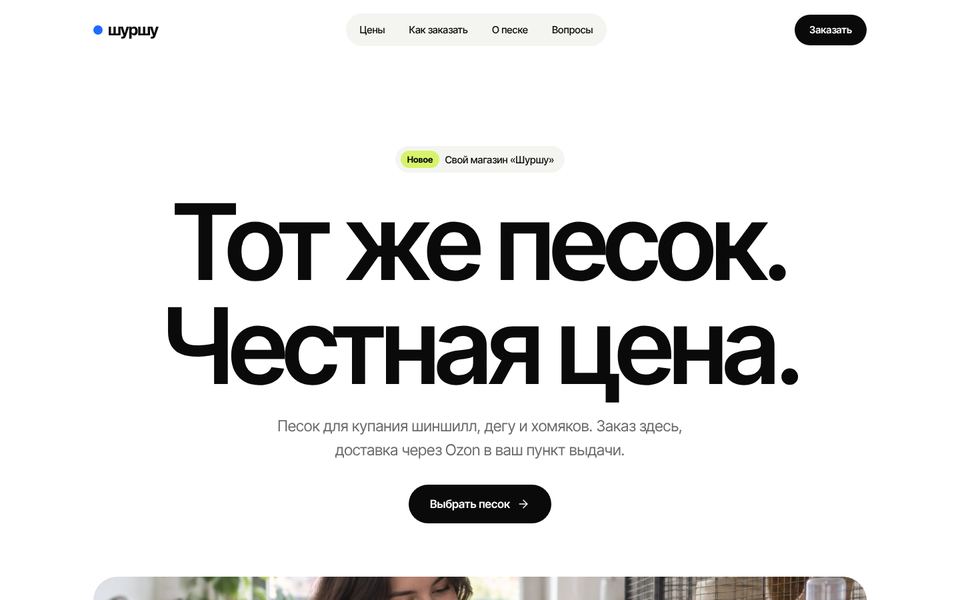 шуршу
Цены Как заказать О песке Вопросы
Заказать
Новое Свой магазин «Шуршу»
Тот же песок.
Честная цена.
Песок для купания шиншилл, дегу и хомяков. Заказ здесь,
доставка через Ozon в ваш пункт выдачи.
Выбрать песок →